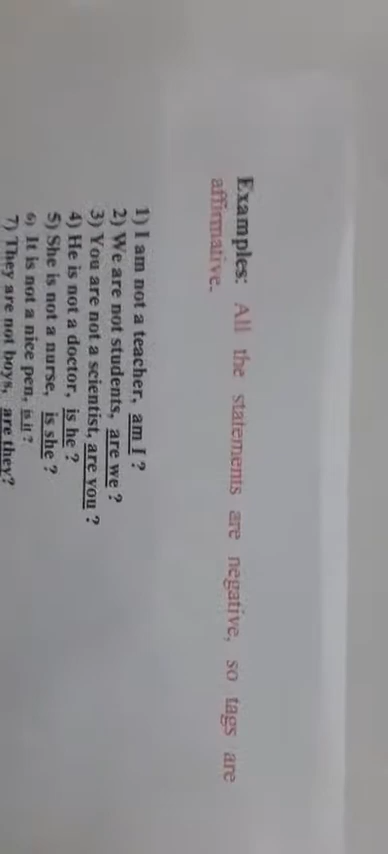 Examples: All the statements are negative, so tags are
affirmative.
1) I am not a teacher, am I ?
2) We are not students, are we ?
3) You are not a scientist, are you ?
4) He is not a doctor, is he ?
5) She is not a nurse, is she ?
6) It is not a nice pen, is it ?
7) They are not boys, are they?